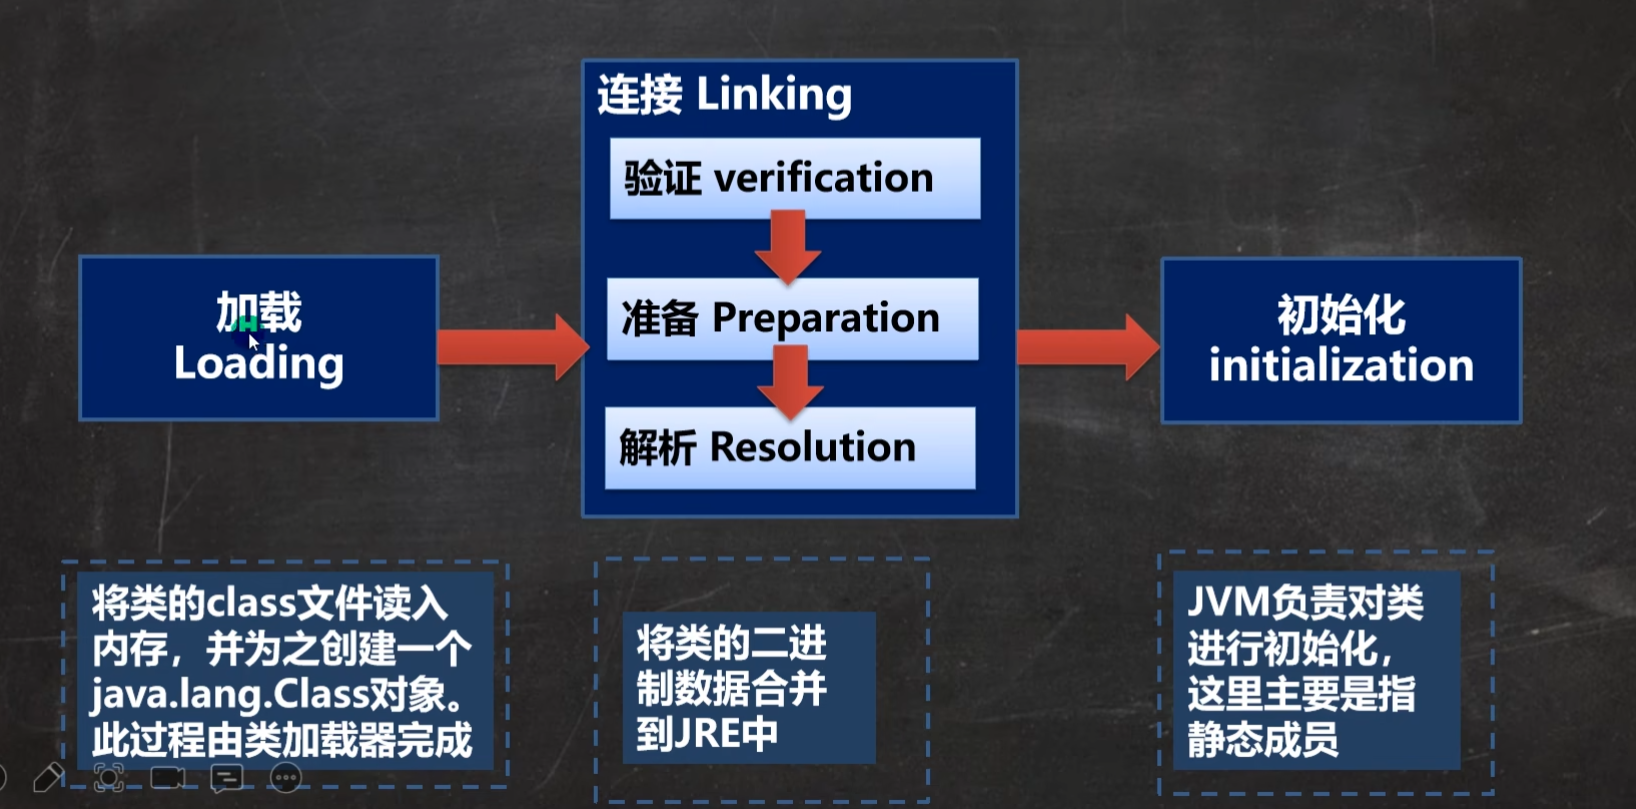 连接 Linking
验证 verification
准备 Preparation
解析 Resolution
加载
Loading
初始化
initialization
将类的class文件读入
内存，并为之创建一个
java.lang.Class对象。
此过程由类加载器完成
将类的二进
制数据合并
到JRE中
JVM负责对类
进行初始化，
这里主要是指
静态成员